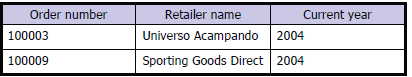 Order number Retailer name Current year
100003 Universo Acampando 2004
100009 Sporting Goods Direct 2004